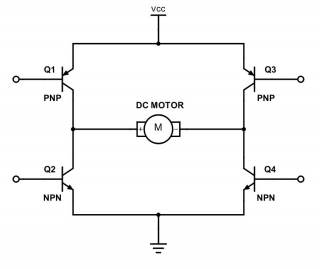 VCC
Q1
Q3
PNP
PNP
DC MOTOR
+ M -
Q2
Q4
NPN
NPN